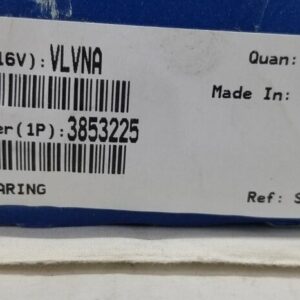 16V): VLVNA
Quan:
Made In:
er(1P): 3853225
ARING
Ref: S